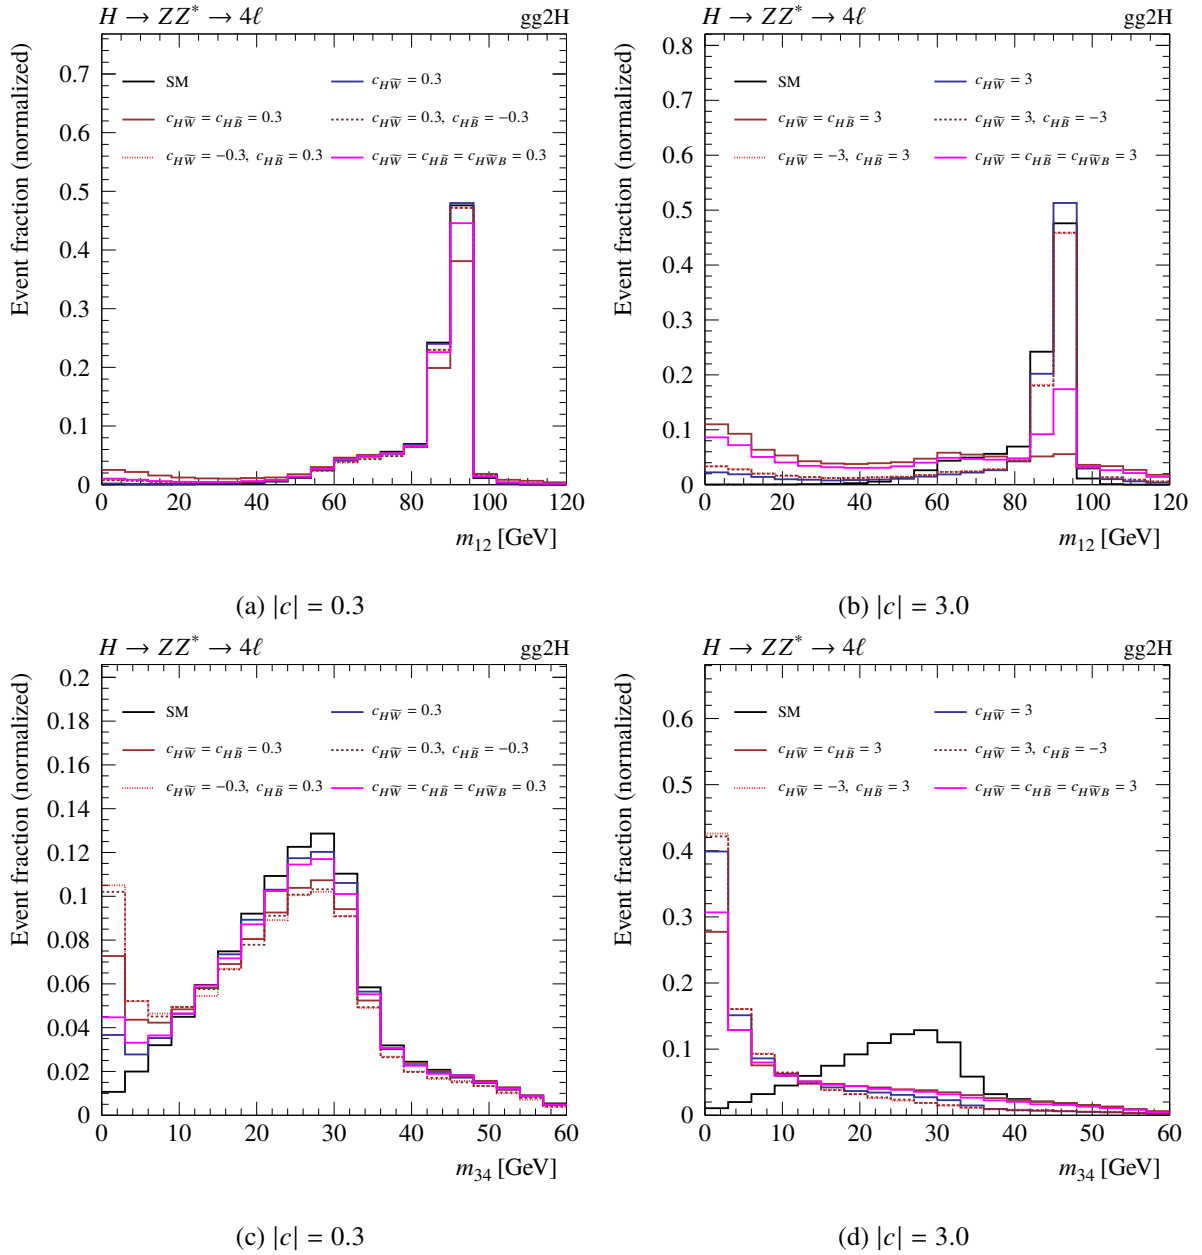 H → ZZ* → 4ℓ gg2H
Event fraction (normalized)
SM
c_{HW̃} = 0.3
c_{HW̃} = c_{HB̃} = 0.3
c_{HW̃} = 0.3, c_{HB̃} = −0.3
c_{HW̃} = −0.3, c_{HB̃} = 0.3
c_{HW̃} = c_{HB̃} = c_{HW̃B} = 0.3
0.7
0.6
0.5
0.4
0.3
0.2
0.1
0
0 20 40 60 80 100 120
m_{12} [GeV]
(a) |c| = 0.3
H → ZZ* → 4ℓ gg2H
Event fraction (normalized)
SM
c_{HW̃} = 3
c_{HW̃} = c_{HB̃} = 3
c_{HW̃} = 3, c_{HB̃} = −3
c_{HW̃} = −3, c_{HB̃} = 3
c_{HW̃} = c_{HB̃} = c_{HW̃B} = 3
0.8
0.7
0.6
0.5
0.4
0.3
0.2
0.1
0
0 20 40 60 80 100 120
m_{12} [GeV]
(b) |c| = 3.0
H → ZZ* → 4ℓ gg2H
Event fraction (normalized)
SM
c_{HW̃} = 0.3
c_{HW̃} = c_{HB̃} = 0.3
c_{HW̃} = 0.3, c_{HB̃} = −0.3
c_{HW̃} = −0.3, c_{HB̃} = 0.3
c_{HW̃} = c_{HB̃} = c_{HW̃B} = 0.3
0.2
0.18
0.16
0.14
0.12
0.1
0.08
0.06
0.04
0.02
0
0 10 20 30 40 50 60
m_{34} [GeV]
(c) |c| = 0.3
H → ZZ* → 4ℓ gg2H
Event fraction (normalized)
SM
c_{HW̃} = 3
c_{HW̃} = c_{HB̃} = 3
c_{HW̃} = 3, c_{HB̃} = −3
c_{HW̃} = −3, c_{HB̃} = 3
c_{HW̃} = c_{HB̃} = c_{HW̃B} = 3
0.6
0.5
0.4
0.3
0.2
0.1
0
0 10 20 30 40 50 60
m_{34} [GeV]
(d) |c| = 3.0